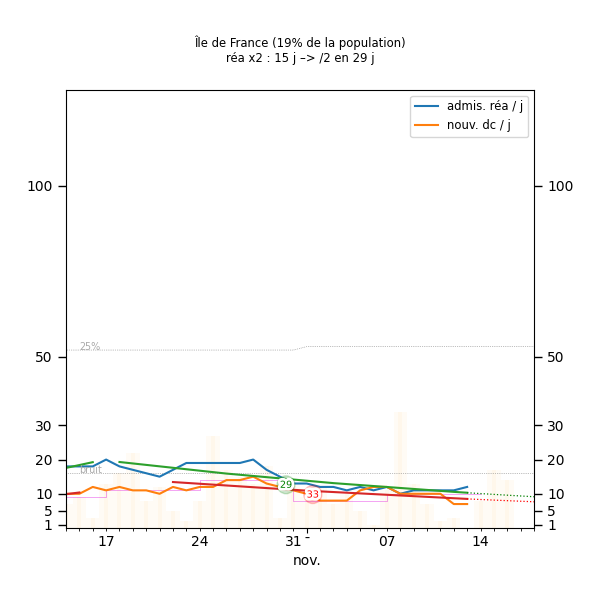 Île de France (19% de la population)
réa x2 : 15 j –> /2 en 29 j
admis. réa / j
nouv. dc / j
100 100
25%
50 50
30 30
20 20
bruit
29
33
10 10
5 5
1 1
17 24 31 07 14
nov.